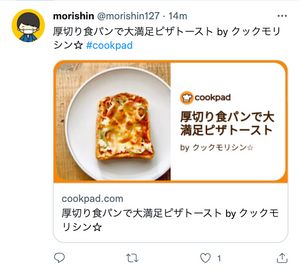 morishin @morishin127 · 14m
厚切り食パンで大満足ピザトースト by クックモリ
シン☆ #cookpad
cookpad
厚切り食パンで大
満足ピザトースト
by クックモリシン☆
cookpad.com
厚切り食パンで大満足ピザトースト by クックモ
リシン☆
1